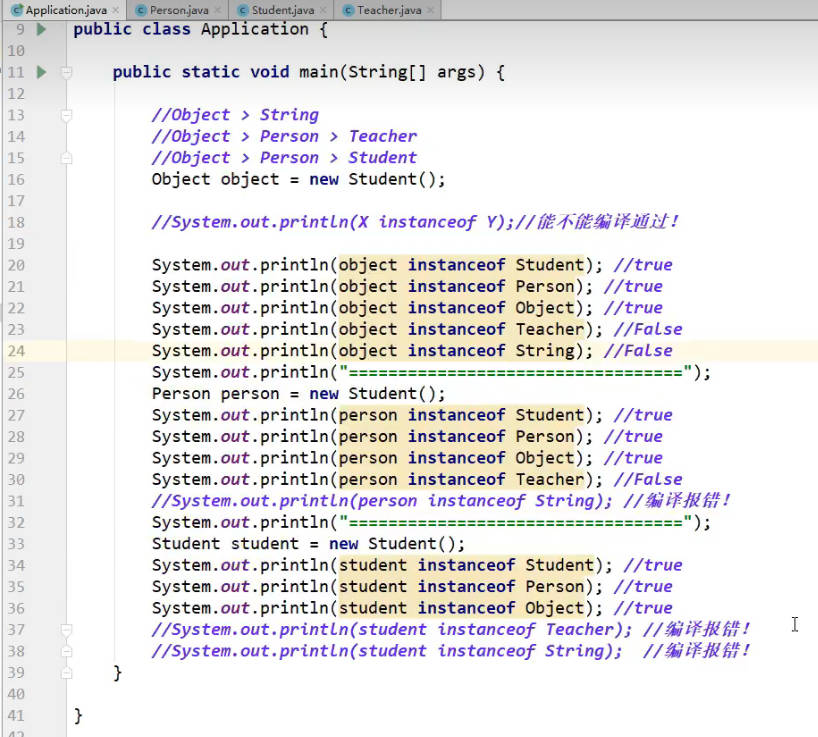 Application.java × Person.java × Student.java × Teacher.java ×
9 public class Application {
10
11 public static void main(String[] args) {
12
13 //Object > String
14 //Object > Person > Teacher
15 //Object > Person > Student
16 Object object = new Student();
17
18 //System.out.println(X instanceof Y);//能不能编译通过!
19
20 System.out.println(object instanceof Student); //true
21 System.out.println(object instanceof Person); //true
22 System.out.println(object instanceof Object); //true
23 System.out.println(object instanceof Teacher); //False
24 System.out.println(object instanceof String); //False
25 System.out.println("==================================");
26 Person person = new Student();
27 System.out.println(person instanceof Student); //true
28 System.out.println(person instanceof Person); //true
29 System.out.println(person instanceof Object); //true
30 System.out.println(person instanceof Teacher); //False
31 //System.out.println(person instanceof String); //编译报错!
32 System.out.println("==================================");
33 Student student = new Student();
34 System.out.println(student instanceof Student); //true
35 System.out.println(student instanceof Person); //true
36 System.out.println(student instanceof Object); //true
37 //System.out.println(student instanceof Teacher); //编译报错!
38 //System.out.println(student instanceof String); //编译报错!
39 }
40
41 }
42